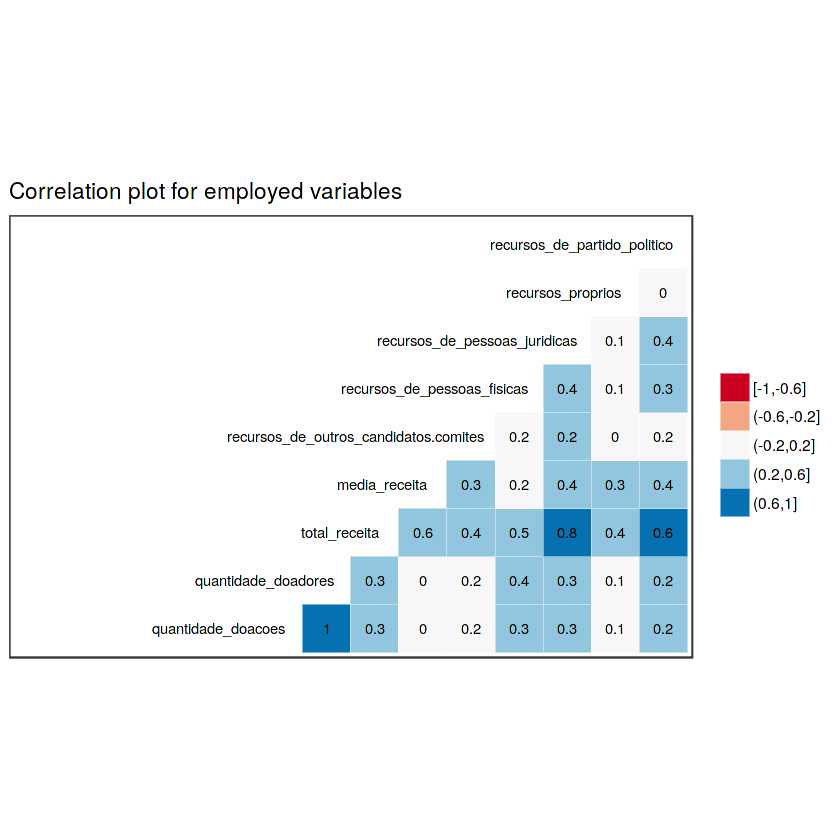 Correlation plot for employed variables
recursos_de_partido_politico
recursos_proprios 0
recursos_de_pessoas_juridicas 0.1 0.4
recursos_de_pessoas_fisicas 0.4 0.1 0.3
recursos_de_outros_candidatos.comites 0.2 0.2 0 0.2
media_receita 0.3 0.2 0.4 0.3 0.4
total_receita 0.6 0.4 0.5 0.8 0.4 0.6
quantidade_doadores 0.3 0 0.2 0.4 0.3 0.1 0.2
quantidade_doacoes 1 0.3 0 0.2 0.3 0.3 0.1 0.2
[-1,-0.6]
(-0.6,-0.2]
(-0.2,0.2]
(0.2,0.6]
(0.6,1]